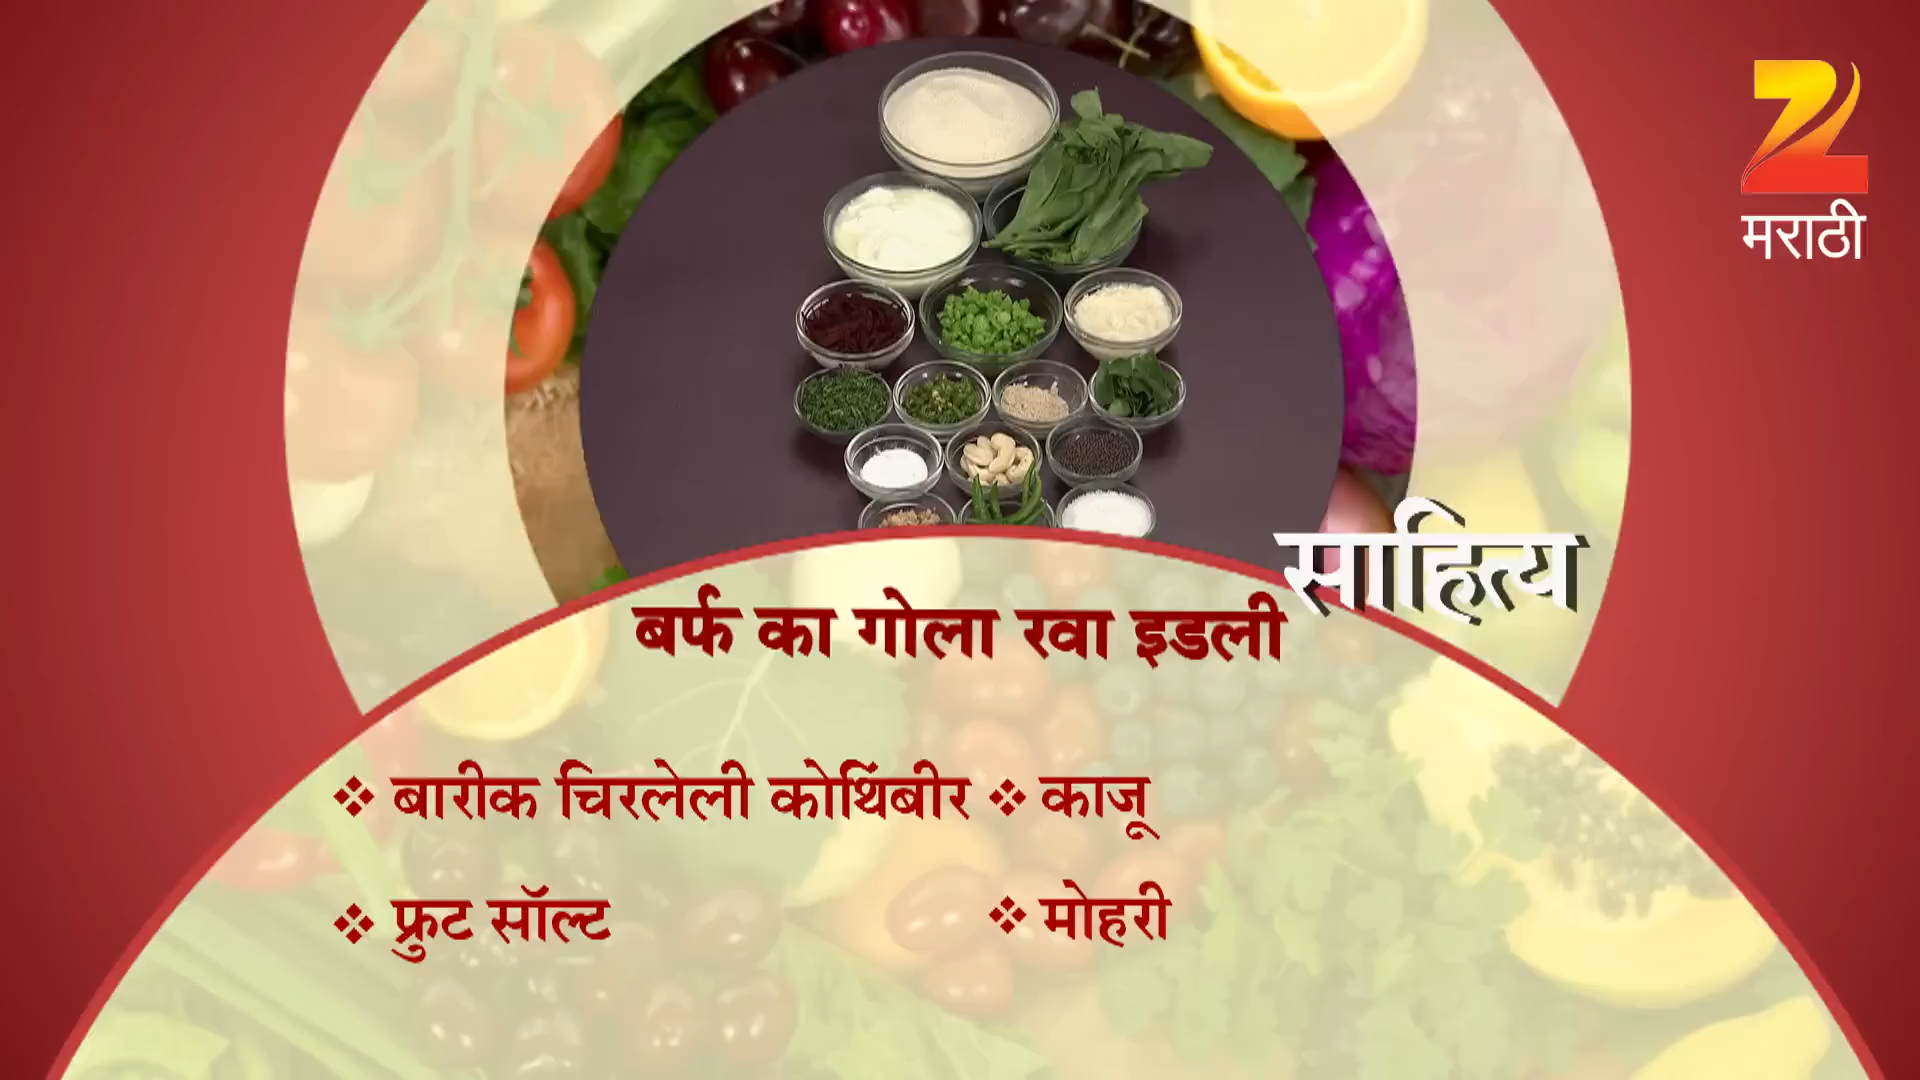 मराठी
साहित्य
बर्फ का गोला रवा इडली
❖ बारीक चिरलेली कोथिंबीर ❖ काजू
❖ फ्रुट सॉल्ट ❖ मोहरी